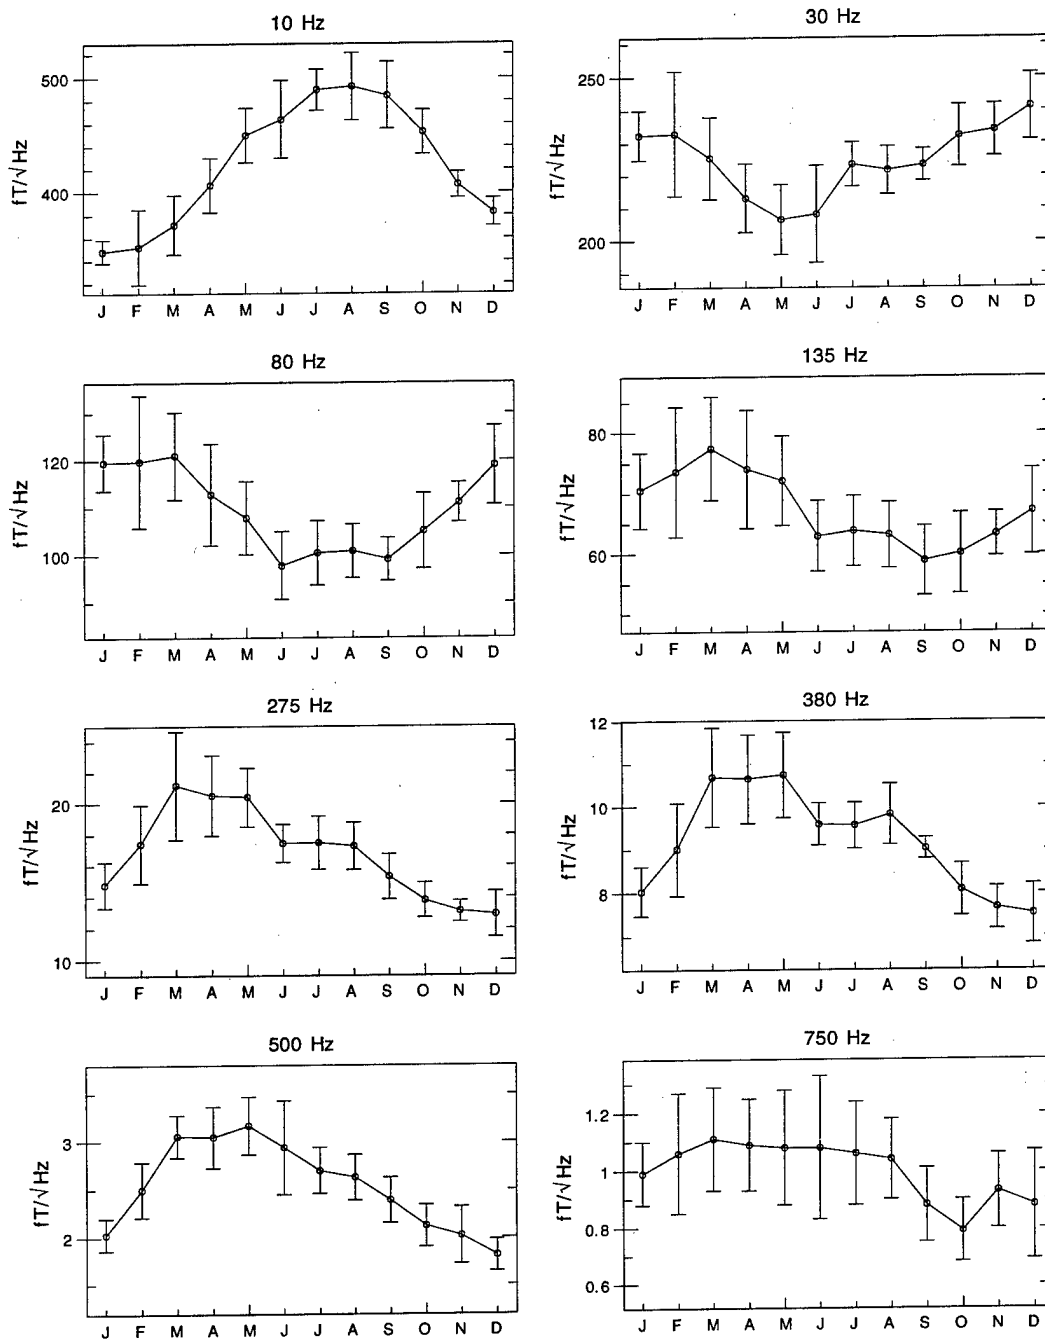 10 Hz
500
400
fT/√Hz
J F M A M J J A S O N D
30 Hz
250
200
fT/√Hz
J F M A M J J A S O N D
80 Hz
120
100
fT/√Hz
J F M A M J J A S O N D
135 Hz
80
60
fT/√Hz
J F M A M J J A S O N D
275 Hz
20
10
fT/√Hz
J F M A M J J A S O N D
380 Hz
12
10
8
fT/√Hz
J F M A M J J A S O N D
500 Hz
3
2
fT/√Hz
J F M A M J J A S O N D
750 Hz
1.2
1
0.8
0.6
fT/√Hz
J F M A M J J A S O N D